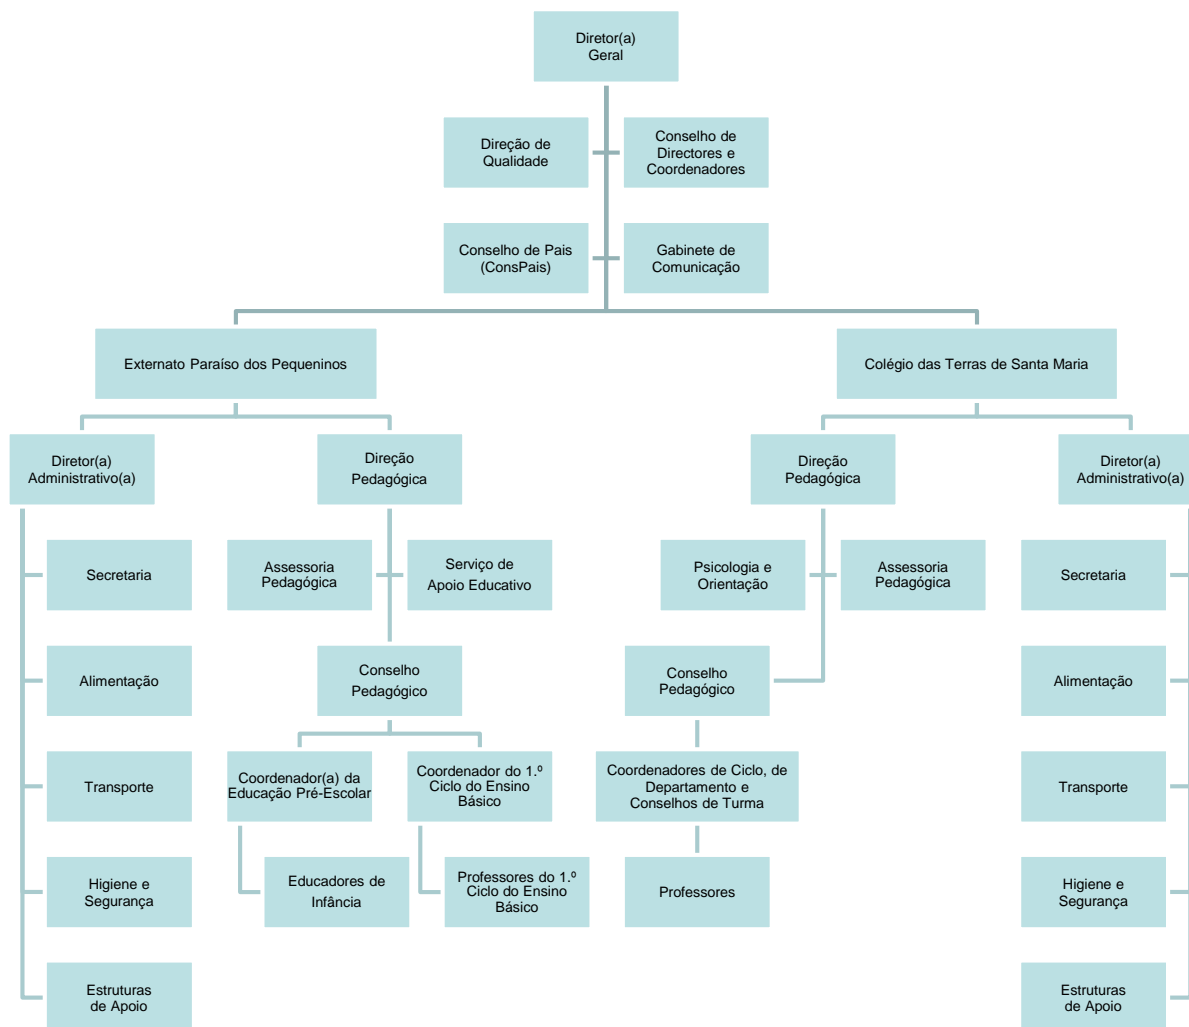 Diretor(a)
Geral
Direção de
Qualidade
Conselho de
Directores e
Coordenadores
Conselho de Pais
(ConsPais)
Gabinete de
Comunicação
Externato Paraíso dos Pequeninos
Colégio das Terras de Santa Maria
Diretor(a)
Administrativo(a)
Direção
Pedagógica
Direção
Pedagógica
Diretor(a)
Administrativo(a)
Secretaria
Assessoria
Pedagógica
Serviço de
Apoio Educativo
Psicologia e
Orientação
Assessoria
Pedagógica
Secretaria
Alimentação
Conselho
Pedagógico
Conselho
Pedagógico
Alimentação
Transporte
Coordenador(a) da
Educação Pré-Escolar
Coordenador do 1.º
Ciclo do Ensino
Básico
Coordenadores de Ciclo, de
Departamento e
Conselhos de Turma
Transporte
Higiene e
Segurança
Educadores de
Infância
Professores do 1.º
Ciclo do Ensino
Básico
Professores
Higiene e
Segurança
Estruturas
de Apoio
Estruturas
de Apoio